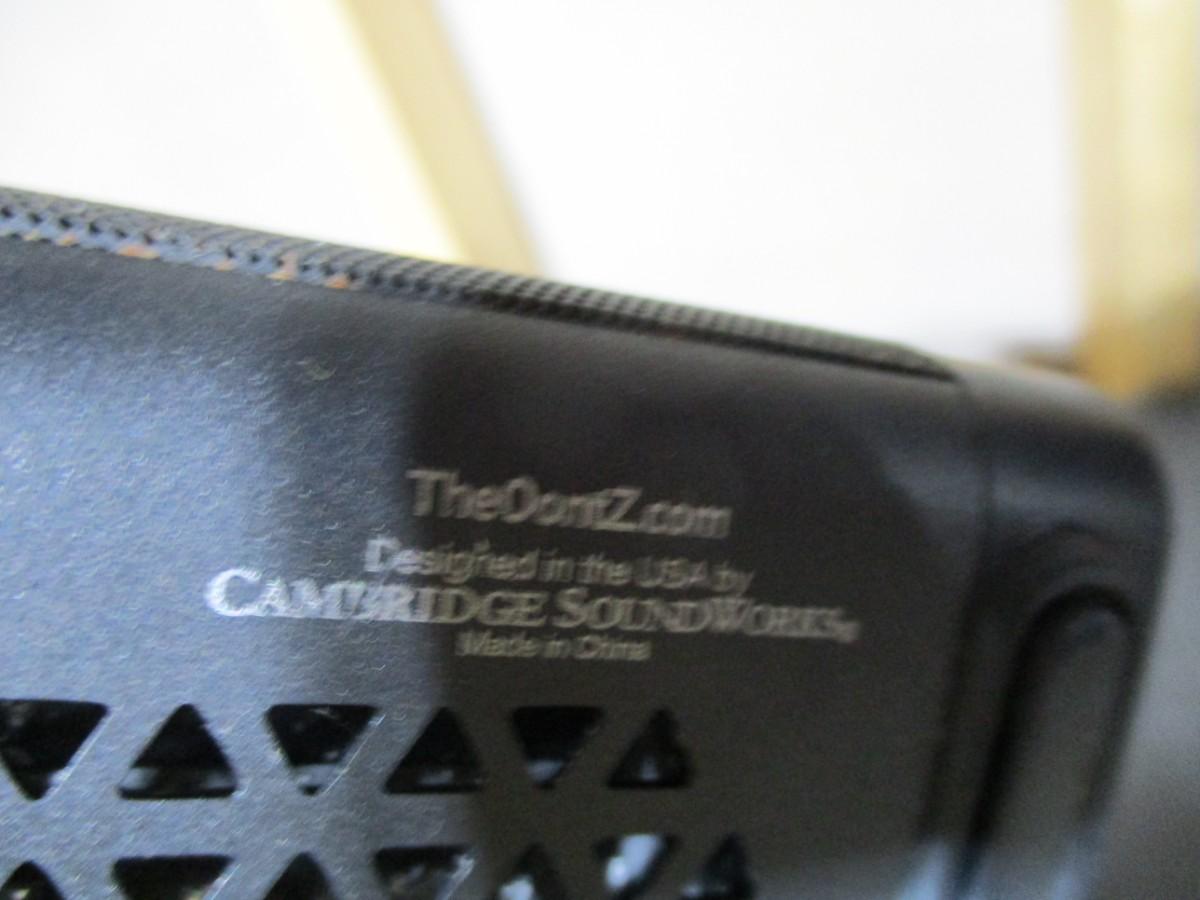 TheOontZ.com
Designed in the USA by
CAMBRIDGE SOUNDWORKS®
Made in China